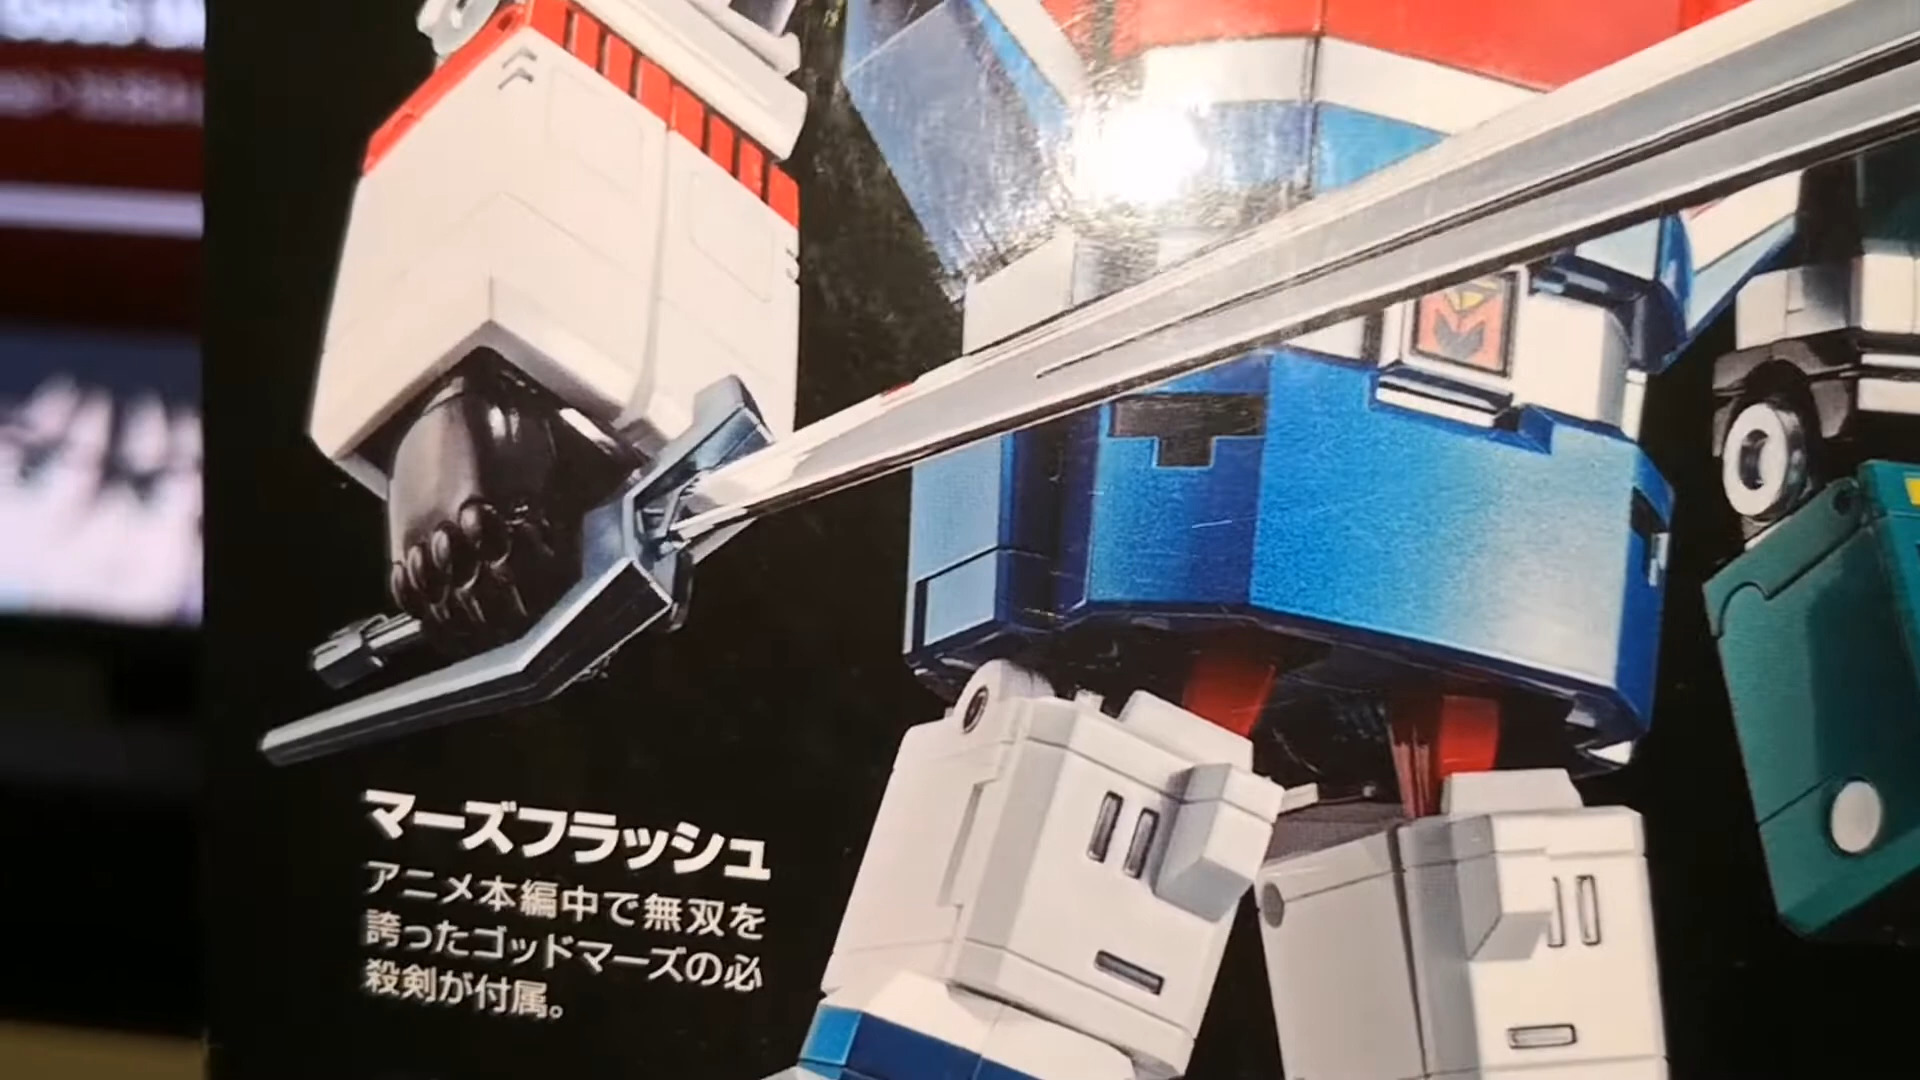 マーズフラッシュ
アニメ本編中で無双を
誇ったゴッドマーズの必
殺剣が付属。